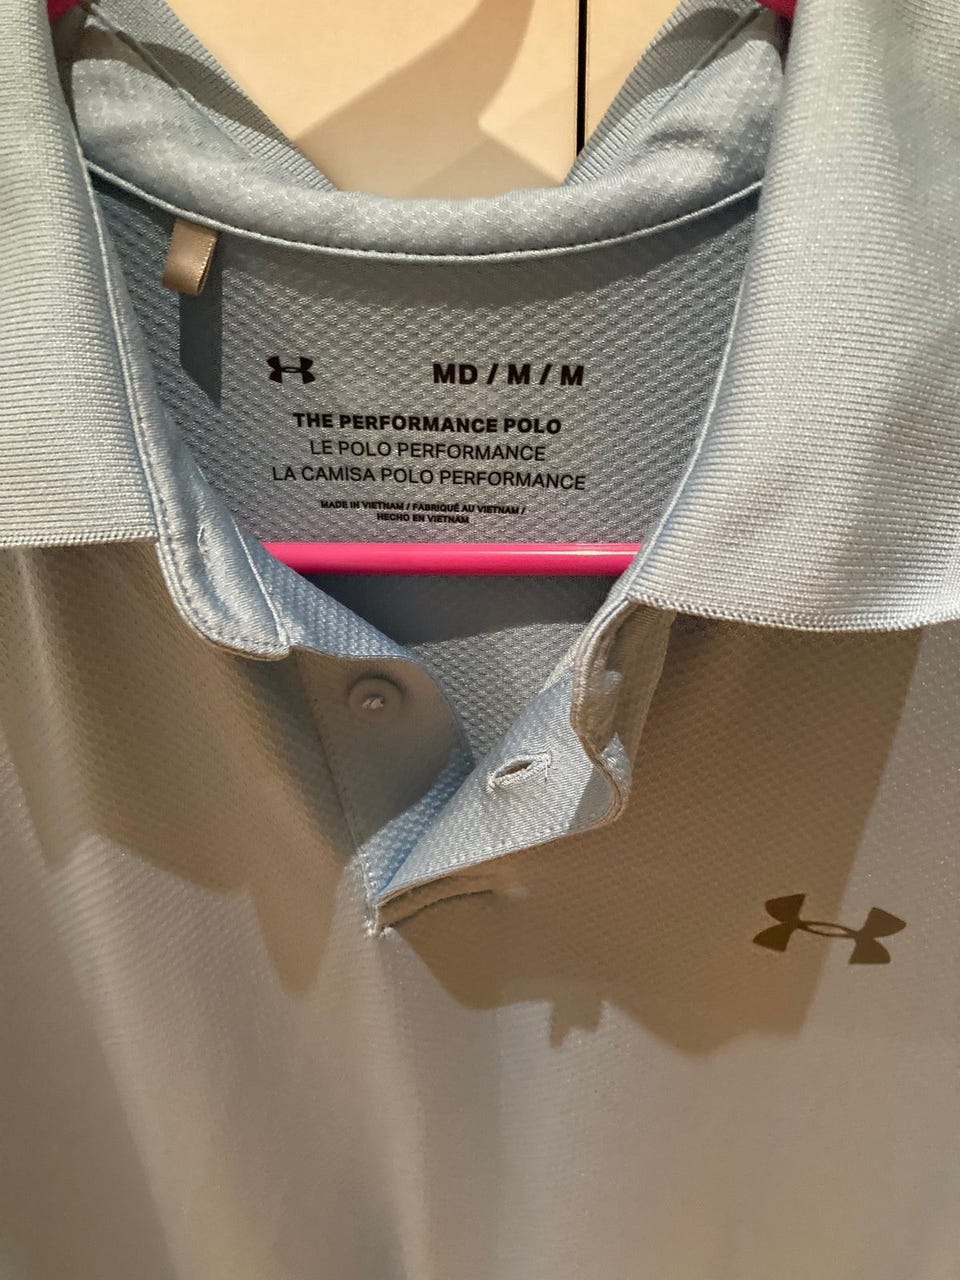 MD / M / M
THE PERFORMANCE POLO
LE POLO PERFORMANCE
LA CAMISA POLO PERFORMANCE
MADE IN VIETNAM / FABRIQUÉ AU VIETNAM /
HECHO EN VIETNAM